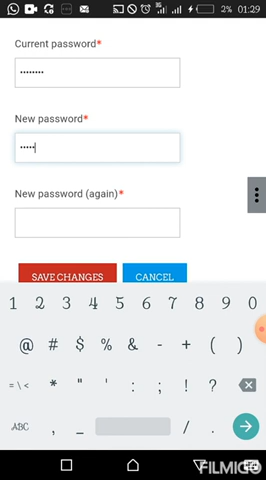 3G
2% 01:29
Current password*
••••••••
New password*
•••••
New password (again)*
SAVE CHANGES CANCEL
1 2 3 4 5 6 7 8 9 0
@ # $ % & - + ( )
= \ < * " ' : ; ! ?
ABC , _ / .
FILMIGO